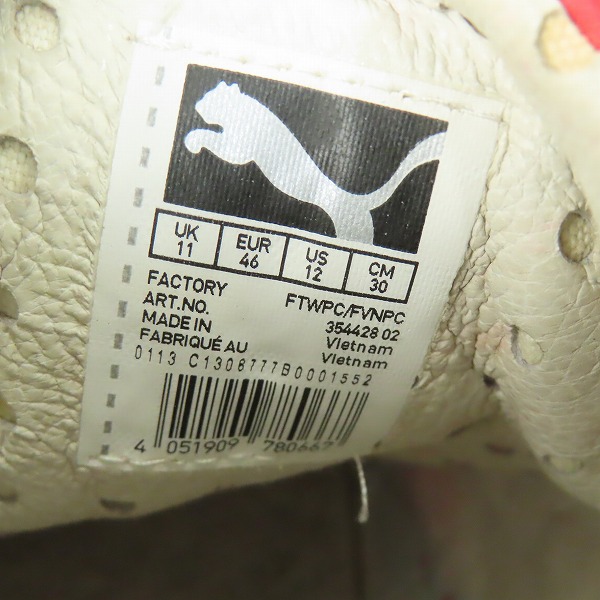 UK 11 EUR 46 US 12 CM 30
FACTORY FTWPC/FVNPC
ART.NO. 354428 02
MADE IN Vietnam
FABRIQUÉ AU Vietnam
0113 C1308777B0001552
4 051909